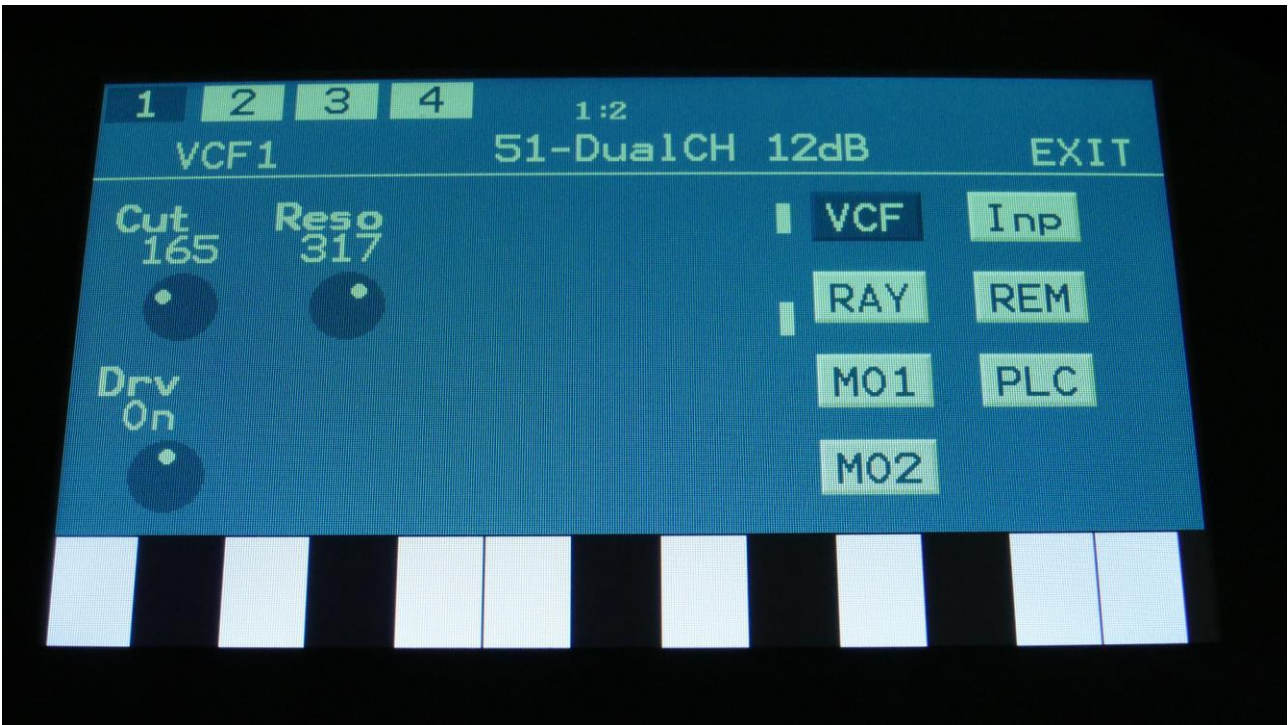 1 2 3 4 1:2
VCF1 51-DualCH 12dB EXIT
Cut Reso VCF Inp
165 317
RAY REM
Drv MO1 PLC
On
MO2